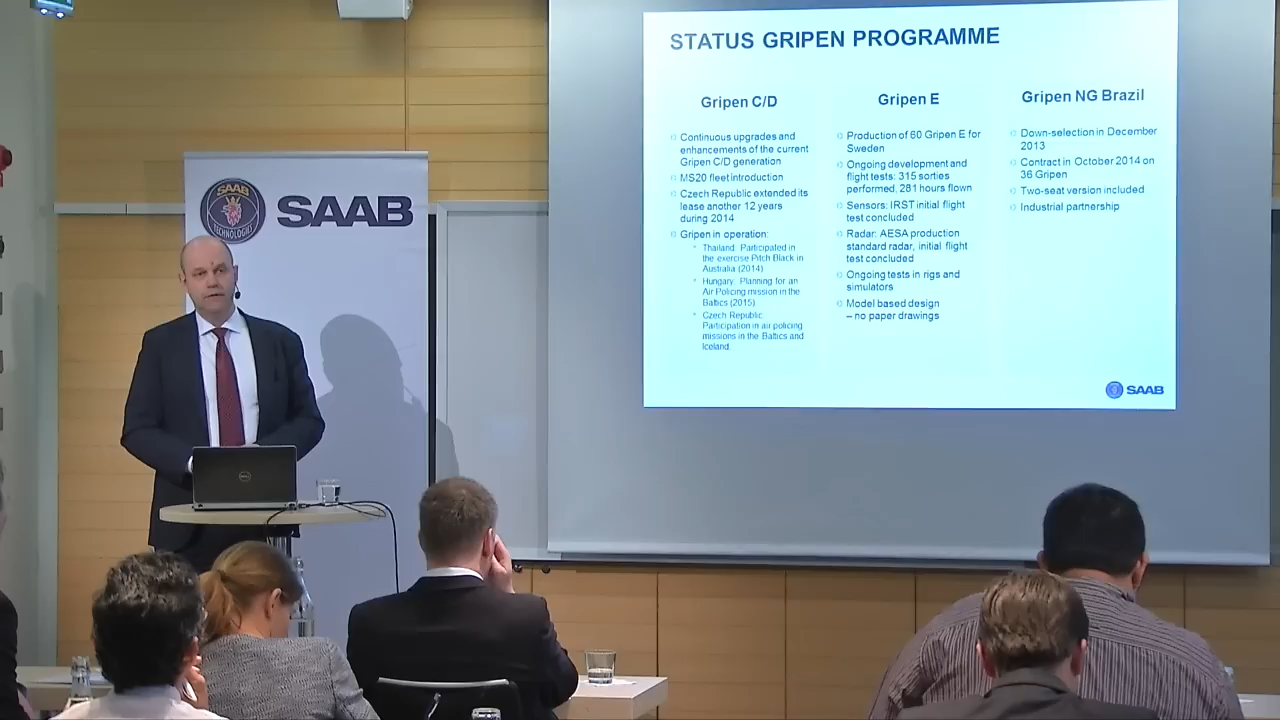 STATUS GRIPEN PROGRAMME
Gripen C/D
Continuous upgrades and
enhancements of the current
Gripen C/D generation
MS20 fleet introduction
Czech Republic extended its
lease another 12 years
during 2014
Gripen in operation:
Thailand: Participated in
the exercise Pitch Black in
Australia (2014)
Hungary: Planning for an
Air Policing mission in the
Baltics (2015)
Czech Republic:
Participation in air policing
missions in the Baltics and
Iceland.
Gripen E
Production of 60 Gripen E for
Sweden
Ongoing development and
flight tests: 315 sorties
performed, 281 hours flown
Sensors: IRST initial flight
test concluded
Radar: AESA production
standard radar, initial flight
test concluded
Ongoing tests in rigs and
simulators
Model based design
– no paper drawings
Gripen NG Brazil
Down-selection in December
2013
Contract in October 2014 on
36 Gripen
Two-seat version included
Industrial partnership
SAAB
SAAB
TECHNOLOGIES
SAAB
DELL